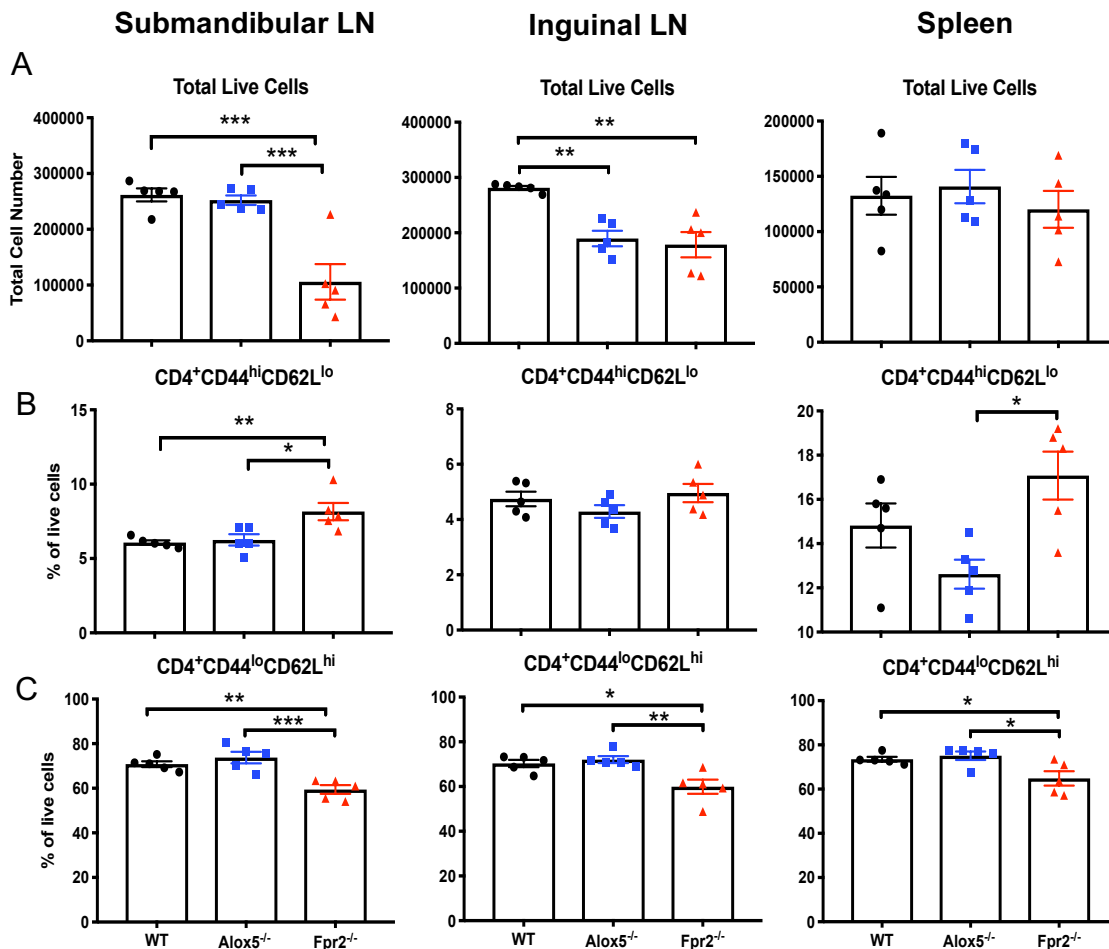 Submandibular LN Inguinal LN Spleen
A
Total Live Cells Total Live Cells Total Live Cells
Total Cell Number
400000 300000 200000 100000 0
*** ***
400000 300000 200000 100000 0
** **
200000 150000 100000 50000 0
B
CD4⁺CD44ʰⁱCD62Lˡᵒ CD4⁺CD44ʰⁱCD62Lˡᵒ CD4⁺CD44ʰⁱCD62Lˡᵒ
% of live cells
15 10 5 0
** *
8 6 4 2 0
20 18 16 14 12 10
*
C
CD4⁺CD44ˡᵒCD62Lʰⁱ CD4⁺CD44ˡᵒCD62Lʰⁱ CD4⁺CD44ˡᵒCD62Lʰⁱ
% of live cells
100 80 60 40 20 0
** ***
100 80 60 40 20 0
* **
100 80 60 40 20 0
* *
WT Alox5⁻/⁻ Fpr2⁻/⁻ WT Alox5⁻/⁻ Fpr2⁻/⁻ WT Alox5⁻/⁻ Fpr2⁻/⁻